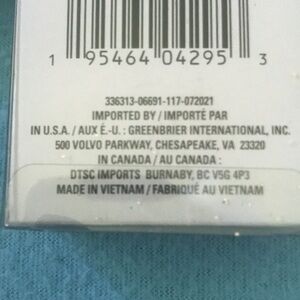 1 95464 04295 3
336313-06691-117-072021
IMPORTED BY / IMPORTÉ PAR
IN U.S.A. / AUX É.-U. : GREENBRIER INTERNATIONAL, INC.
500 VOLVO PARKWAY, CHESAPEAKE, VA 23320
IN CANADA / AU CANADA :
DTSC IMPORTS BURNABY, BC V5G 4P3
MADE IN VIETNAM / FABRIQUÉ AU VIETNAM